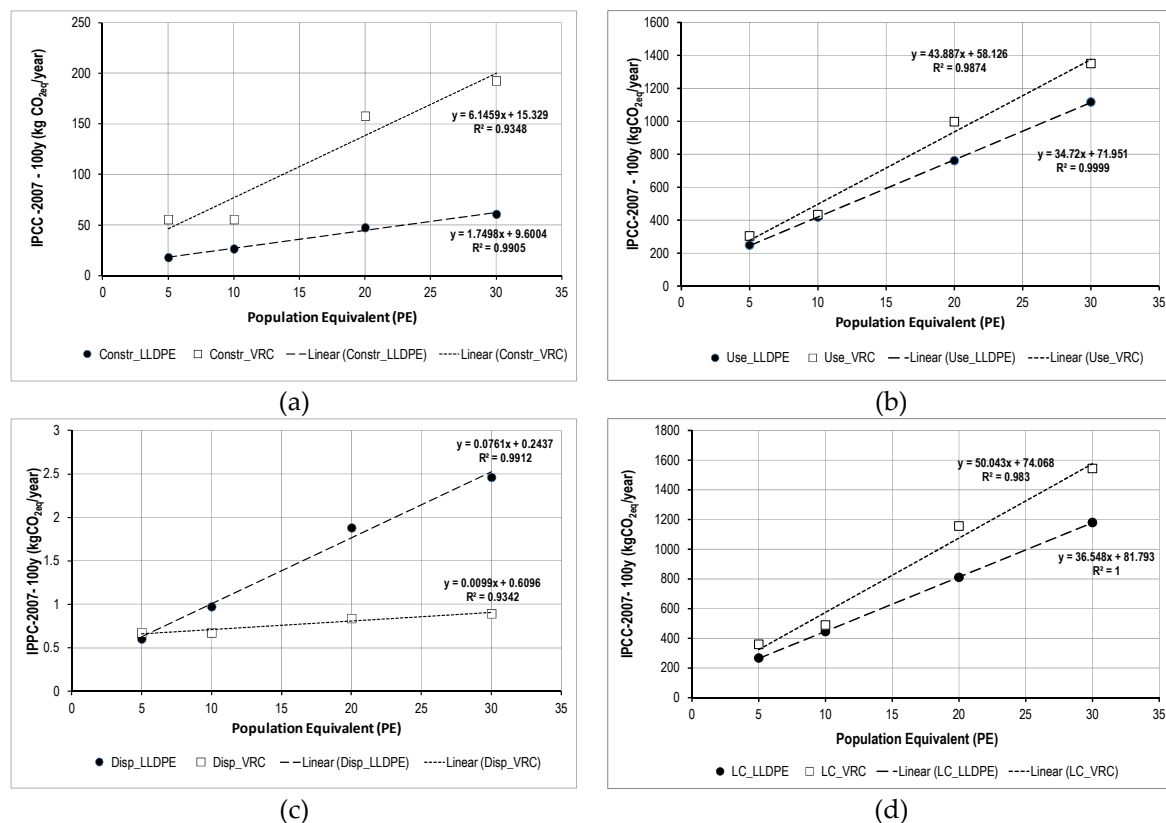 250
200
150
100
50
0
IPCC-2007 - 100y (kg CO2eq/year)
y = 6.1459x + 15.329
R² = 0.9348
y = 1.7498x + 9.6004
R² = 0.9905
0 5 10 15 20 25 30 35
Population Equivalent (PE)
Constr_LLDPE Constr_VRC Linear (Constr_LLDPE) Linear (Constr_VRC)
(a)
1600
1400
1200
1000
800
600
400
200
0
IPCC-2007 - 100y (kgCO2eq/year)
y = 43.887x + 58.126
R² = 0.9874
y = 34.72x + 71.951
R² = 0.9999
0 5 10 15 20 25 30 35
Population Equivalent (PE)
Use_LLDPE Use_VRC Linear (Use_LLDPE) Linear (Use_VRC)
(b)
3
2.5
2
1.5
1
0.5
0
IPPC-2007- 100y (kgCO2eq/year)
y = 0.0761x + 0.2437
R² = 0.9912
y = 0.0099x + 0.6096
R² = 0.9342
0 5 10 15 20 25 30 35
Population Equivalent (PE)
Disp_LLDPE Disp_VRC Linear (Disp_LLDPE) Linear (Disp_VRC)
(c)
1800
1600
1400
1200
1000
800
600
400
200
0
IPCC-2007- 100y (kgCO2eq/year)
y = 50.043x + 74.068
R² = 0.983
y = 36.548x + 81.793
R² = 1
0 5 10 15 20 25 30 35
Population Equivalent (PE)
LC_LLDPE LC_VRC Linear (LC_LLDPE) Linear (LC_VRC)
(d)